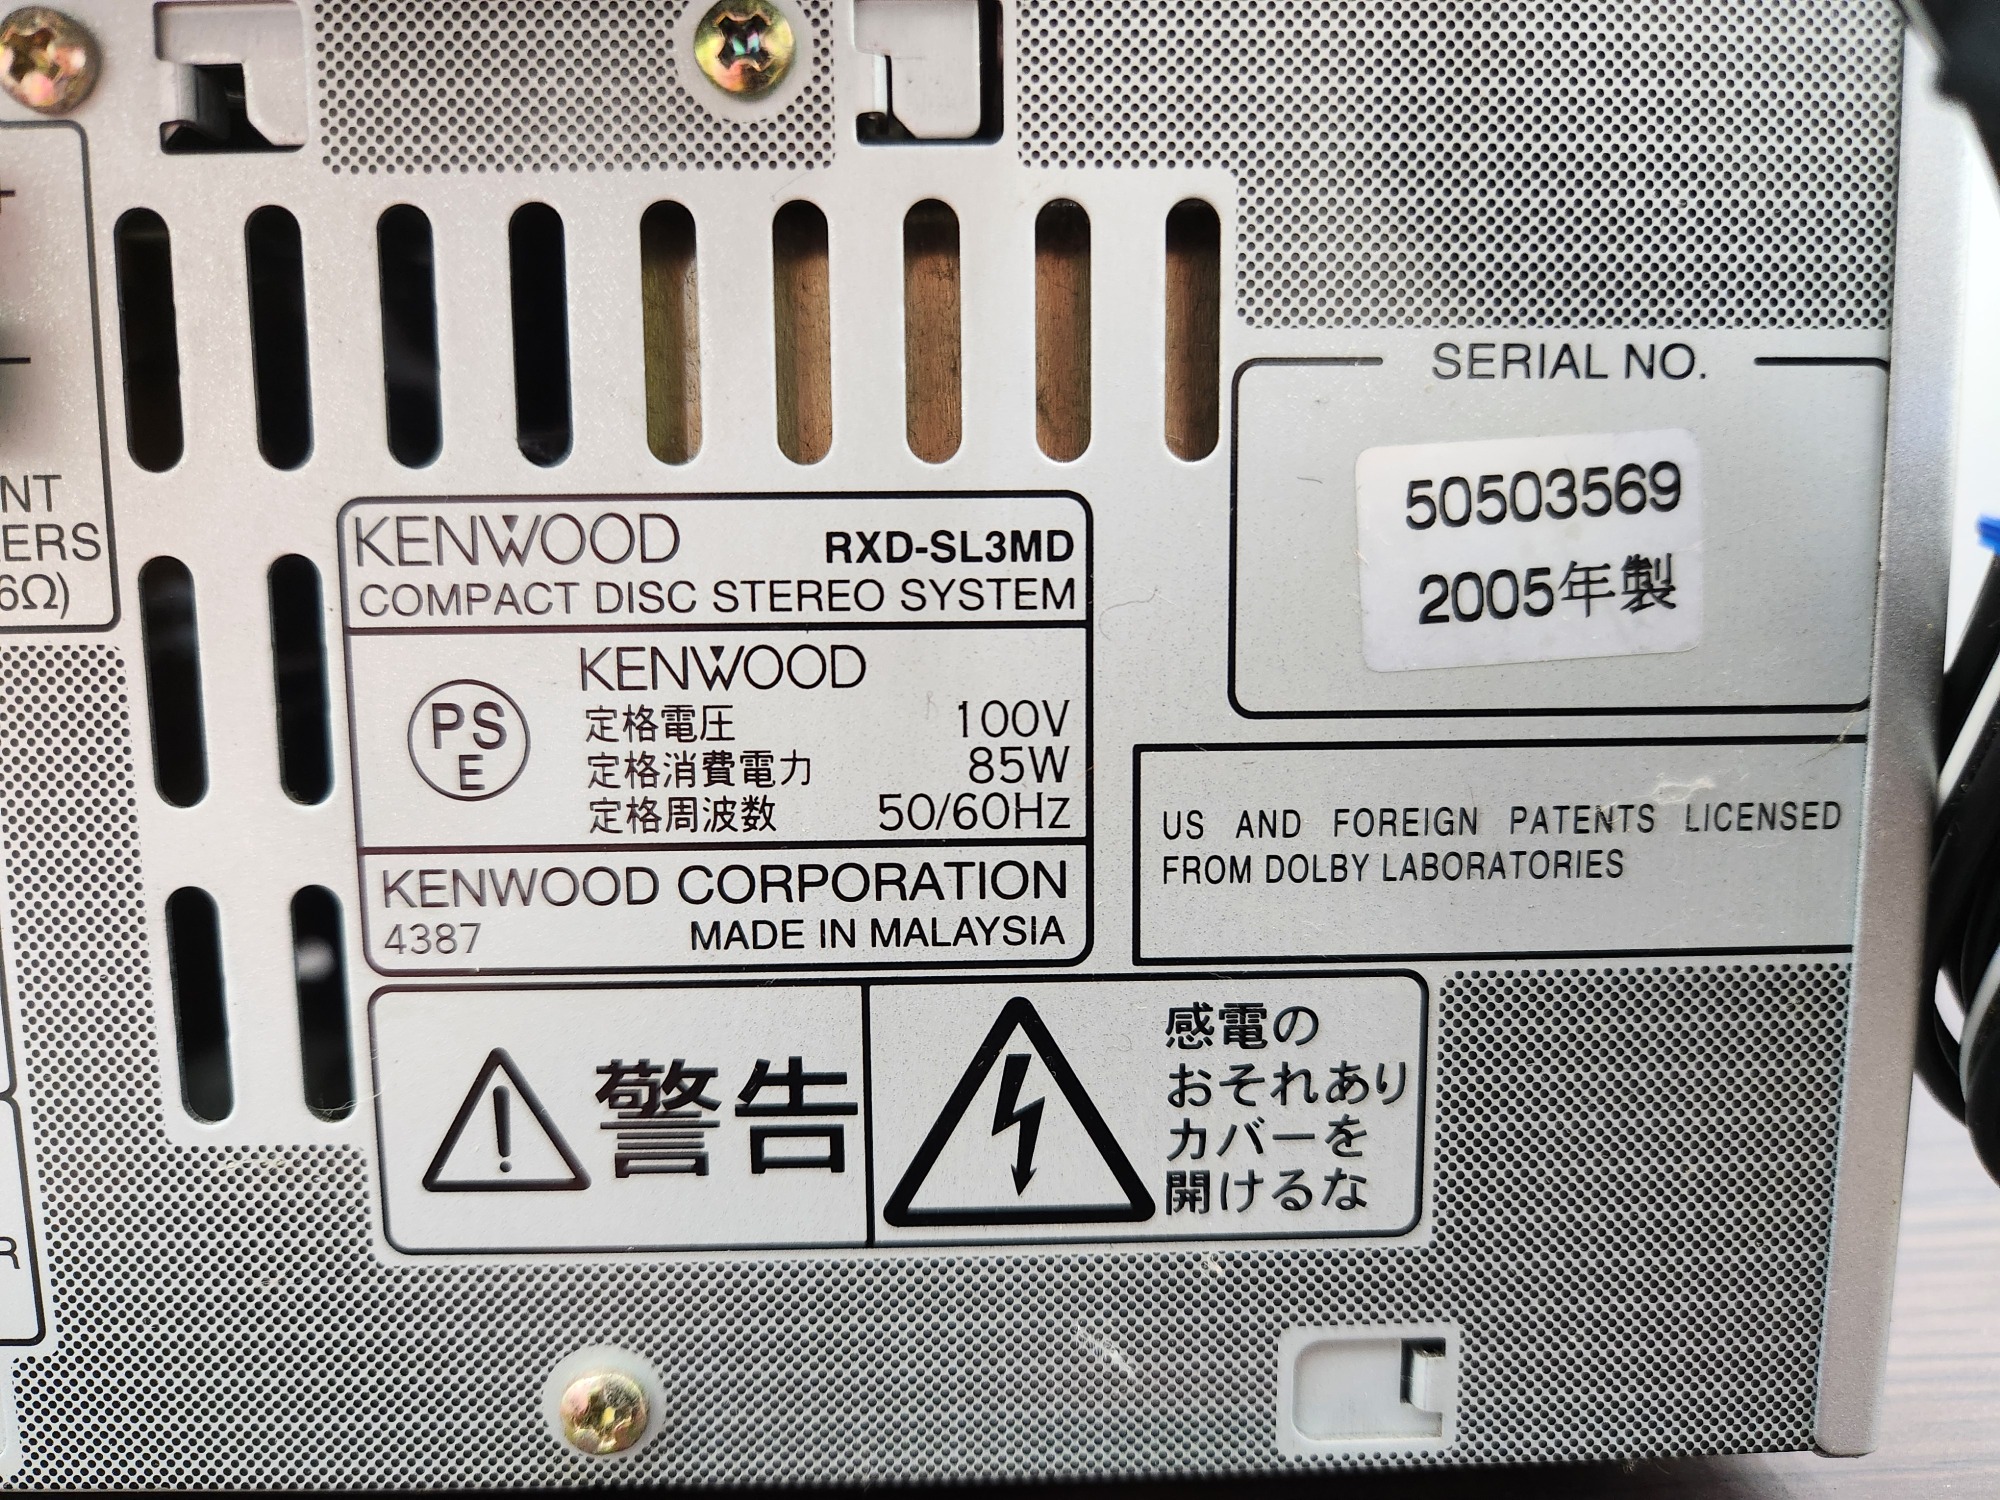 +
–
NT
ERS
6Ω)
KENWOOD RXD-SL3MD
COMPACT DISC STEREO SYSTEM
PS
E
KENWOOD
定格電圧 100V
定格消費電力 85W
定格周波数 50/60Hz
KENWOOD CORPORATION
4387 MADE IN MALAYSIA
SERIAL NO.
50503569
2005年製
US AND FOREIGN PATENTS LICENSED
FROM DOLBY LABORATORIES
警告
感電の
おそれあり
カバーを
開けるな
R